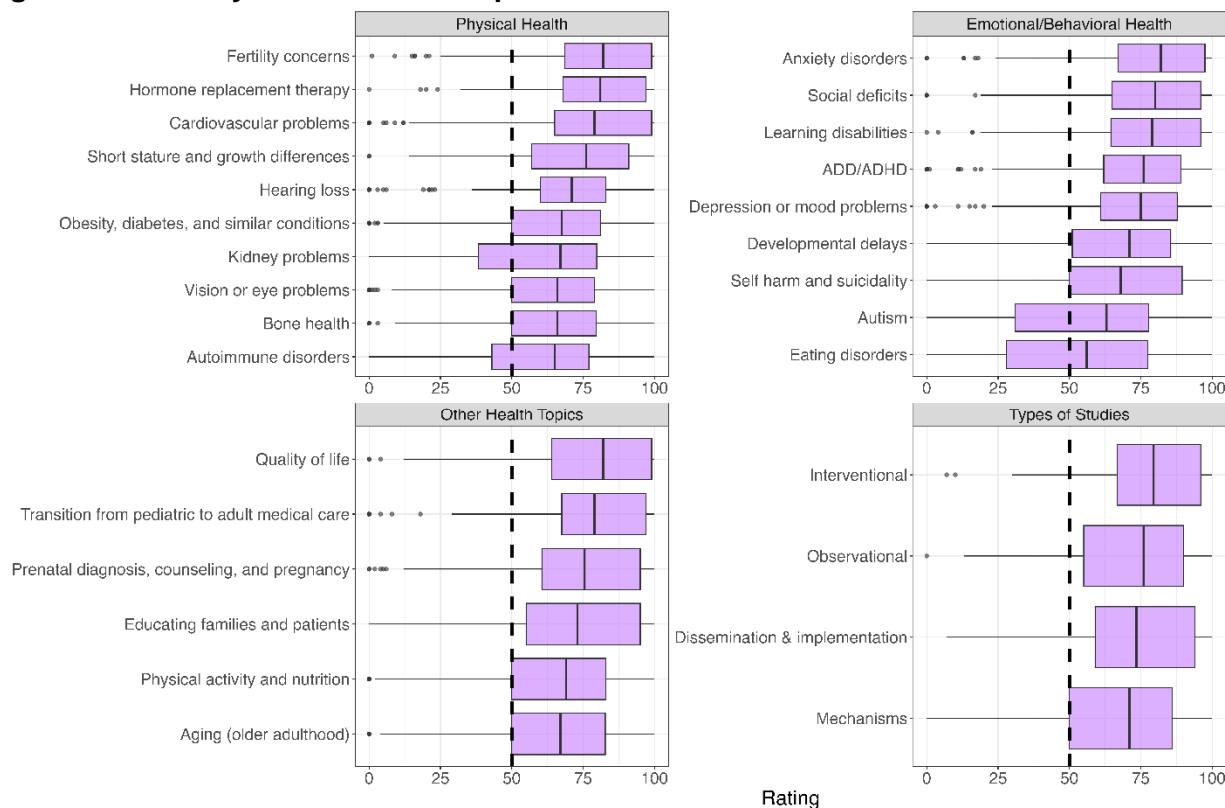 Physical Health
Fertility concerns
Hormone replacement therapy
Cardiovascular problems
Short stature and growth differences
Hearing loss
Obesity, diabetes, and similar conditions
Kidney problems
Vision or eye problems
Bone health
Autoimmune disorders
0 25 50 75 100
Emotional/Behavioral Health
Anxiety disorders
Social deficits
Learning disabilities
ADD/ADHD
Depression or mood problems
Developmental delays
Self harm and suicidality
Autism
Eating disorders
0 25 50 75 100
Other Health Topics
Quality of life
Transition from pediatric to adult medical care
Prenatal diagnosis, counseling, and pregnancy
Educating families and patients
Physical activity and nutrition
Aging (older adulthood)
0 25 50 75 100
Types of Studies
Interventional
Observational
Dissemination & implementation
Mechanisms
0 25 50 75 100
Rating